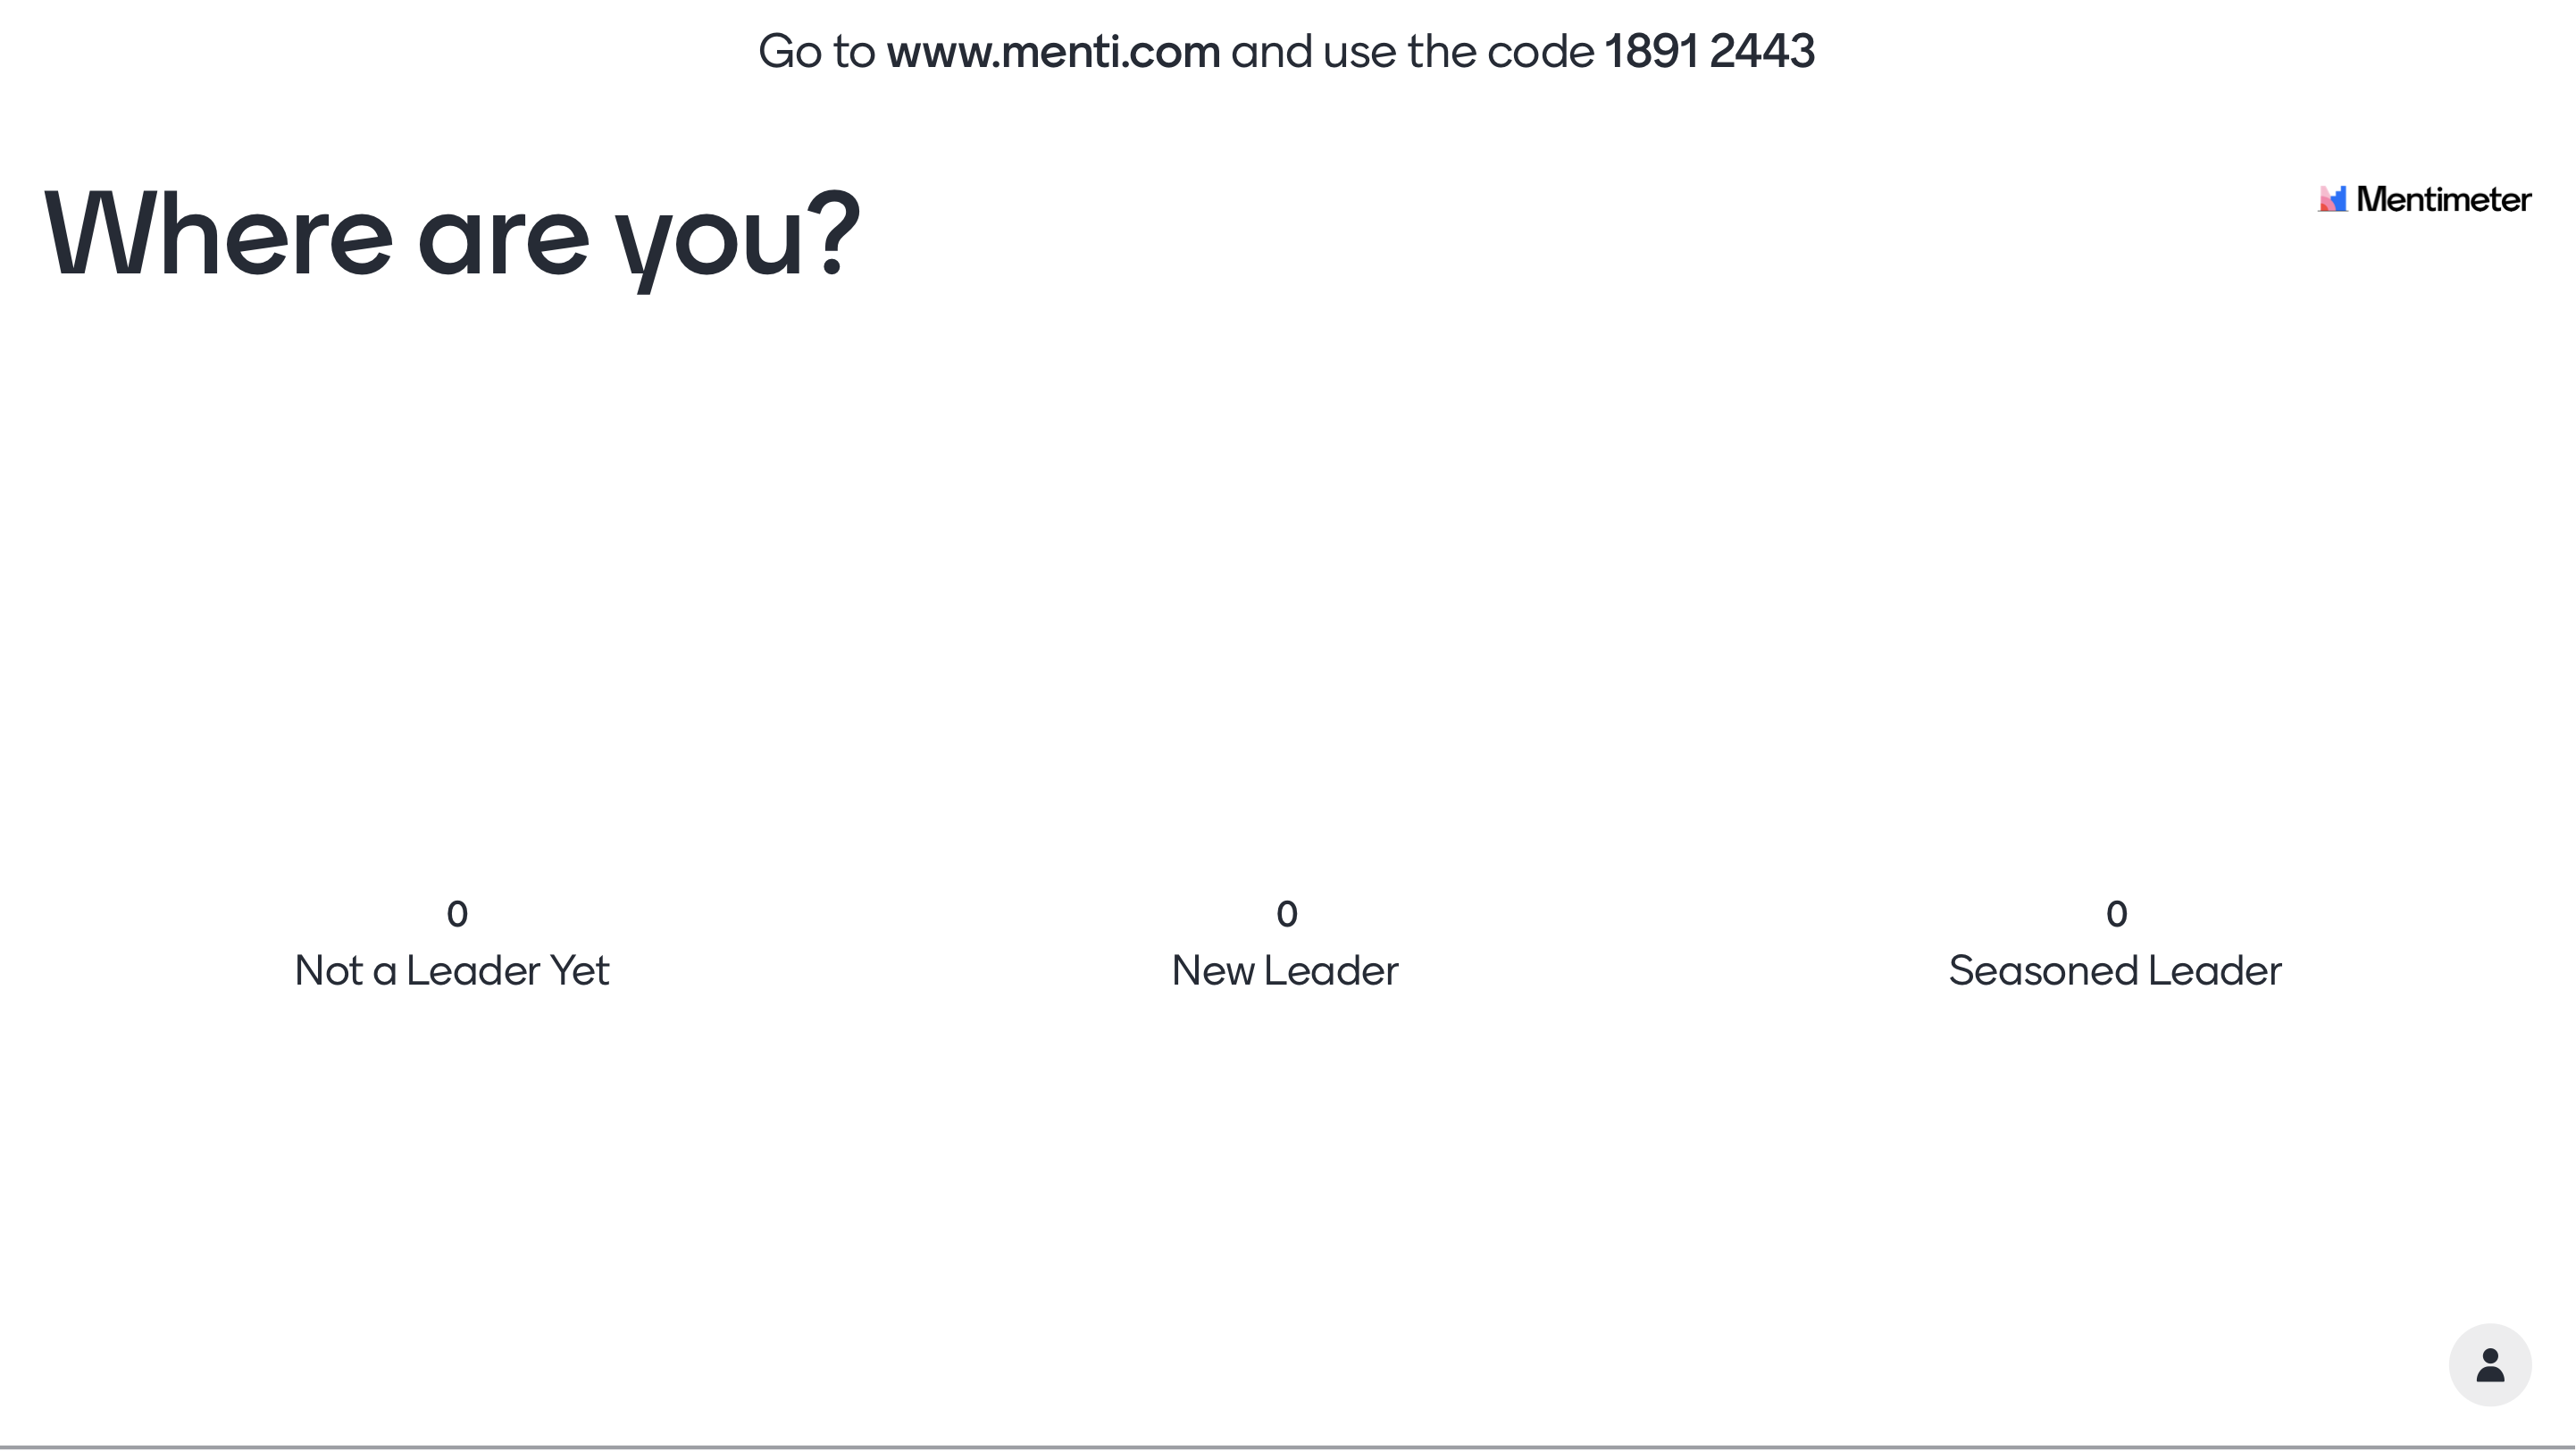 Go to www.menti.com and use the code 1891 2443
Where are you?
Mentimeter
0
Not a Leader Yet
0
New Leader
0
Seasoned Leader